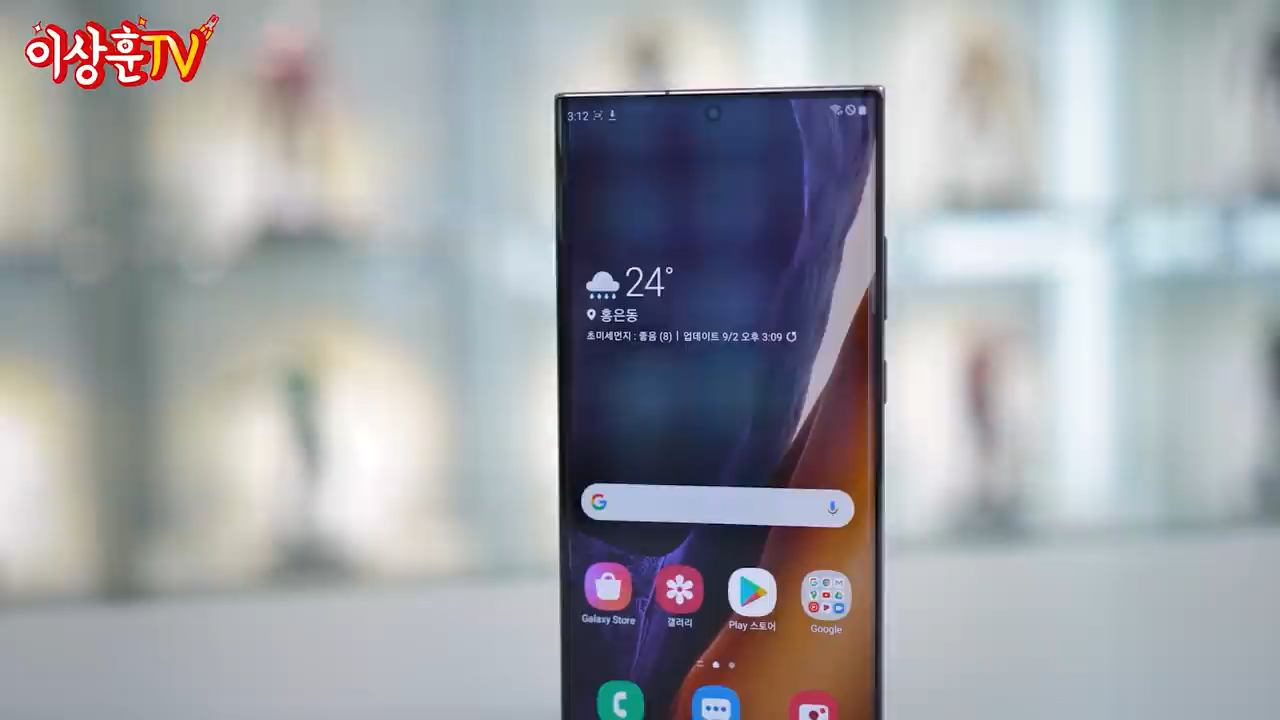 이상훈TV
3:12
24°
홍은동
초미세먼지 : 좋음 (8) | 업데이트 9/2 오후 3:09
Galaxy Store
갤러리
Play 스토어
Google